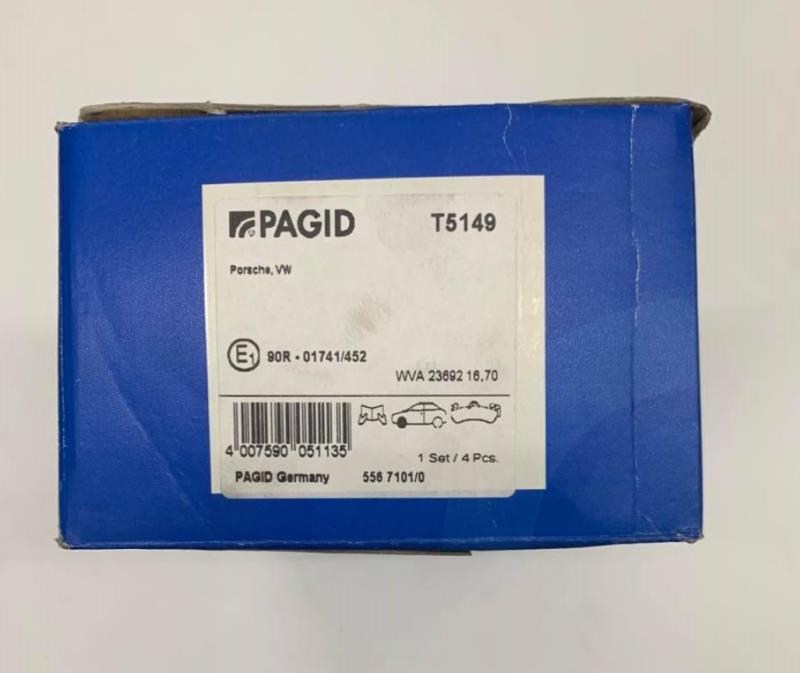 PAGID T5149
Porsche, VW
E1 90R - 01741/452
WVA 23692 16,70
4 007590 051135
1 Set / 4 Pcs.
PAGID Germany 556 7101/0